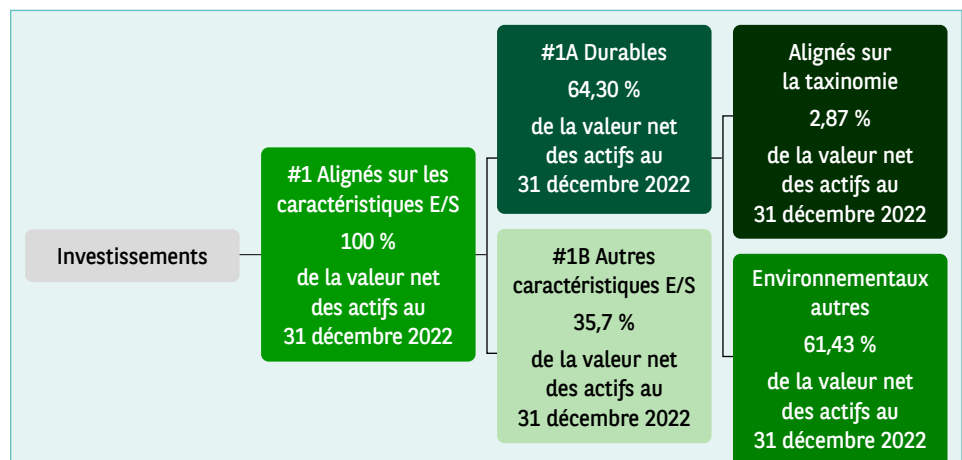 Investissements
#1 Alignés sur les
caractéristiques E/S
100 %
de la valeur net
des actifs au
31 décembre 2022
#1A Durables
64,30 %
de la valeur net
des actifs au
31 décembre 2022
#1B Autres
caractéristiques E/S
35,7 %
de la valeur net
des actifs au
31 décembre 2022
Alignés sur
la taxinomie
2,87 %
de la valeur net
des actifs au
31 décembre 2022
Environnementaux
autres
61,43 %
de la valeur net
des actifs au
31 décembre 2022